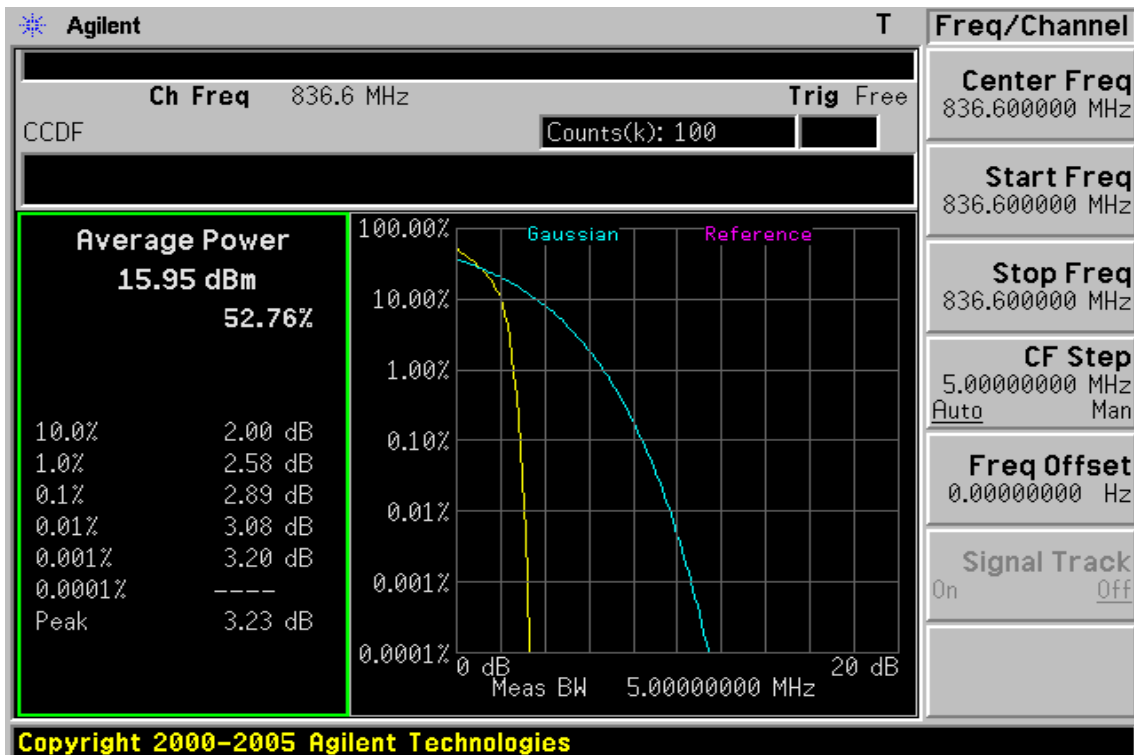 Agilent T
Ch Freq 836.6 MHz Trig Free
CCDF Counts(k): 100
Average Power
15.95 dBm
52.76%
10.0% 2.00 dB
1.0% 2.58 dB
0.1% 2.89 dB
0.01% 3.08 dB
0.001% 3.20 dB
0.0001% ----
Peak 3.23 dB
Gaussian Reference
100.00%
10.00%
1.00%
0.10%
0.01%
0.001%
0.0001%
0 dB 20 dB
Meas BW 5.00000000 MHz
Freq/Channel
Center Freq
836.600000 MHz
Start Freq
836.600000 MHz
Stop Freq
836.600000 MHz
CF Step
5.00000000 MHz
Auto Man
Freq Offset
0.00000000 Hz
Signal Track
On Off
Copyright 2000-2005 Agilent Technologies